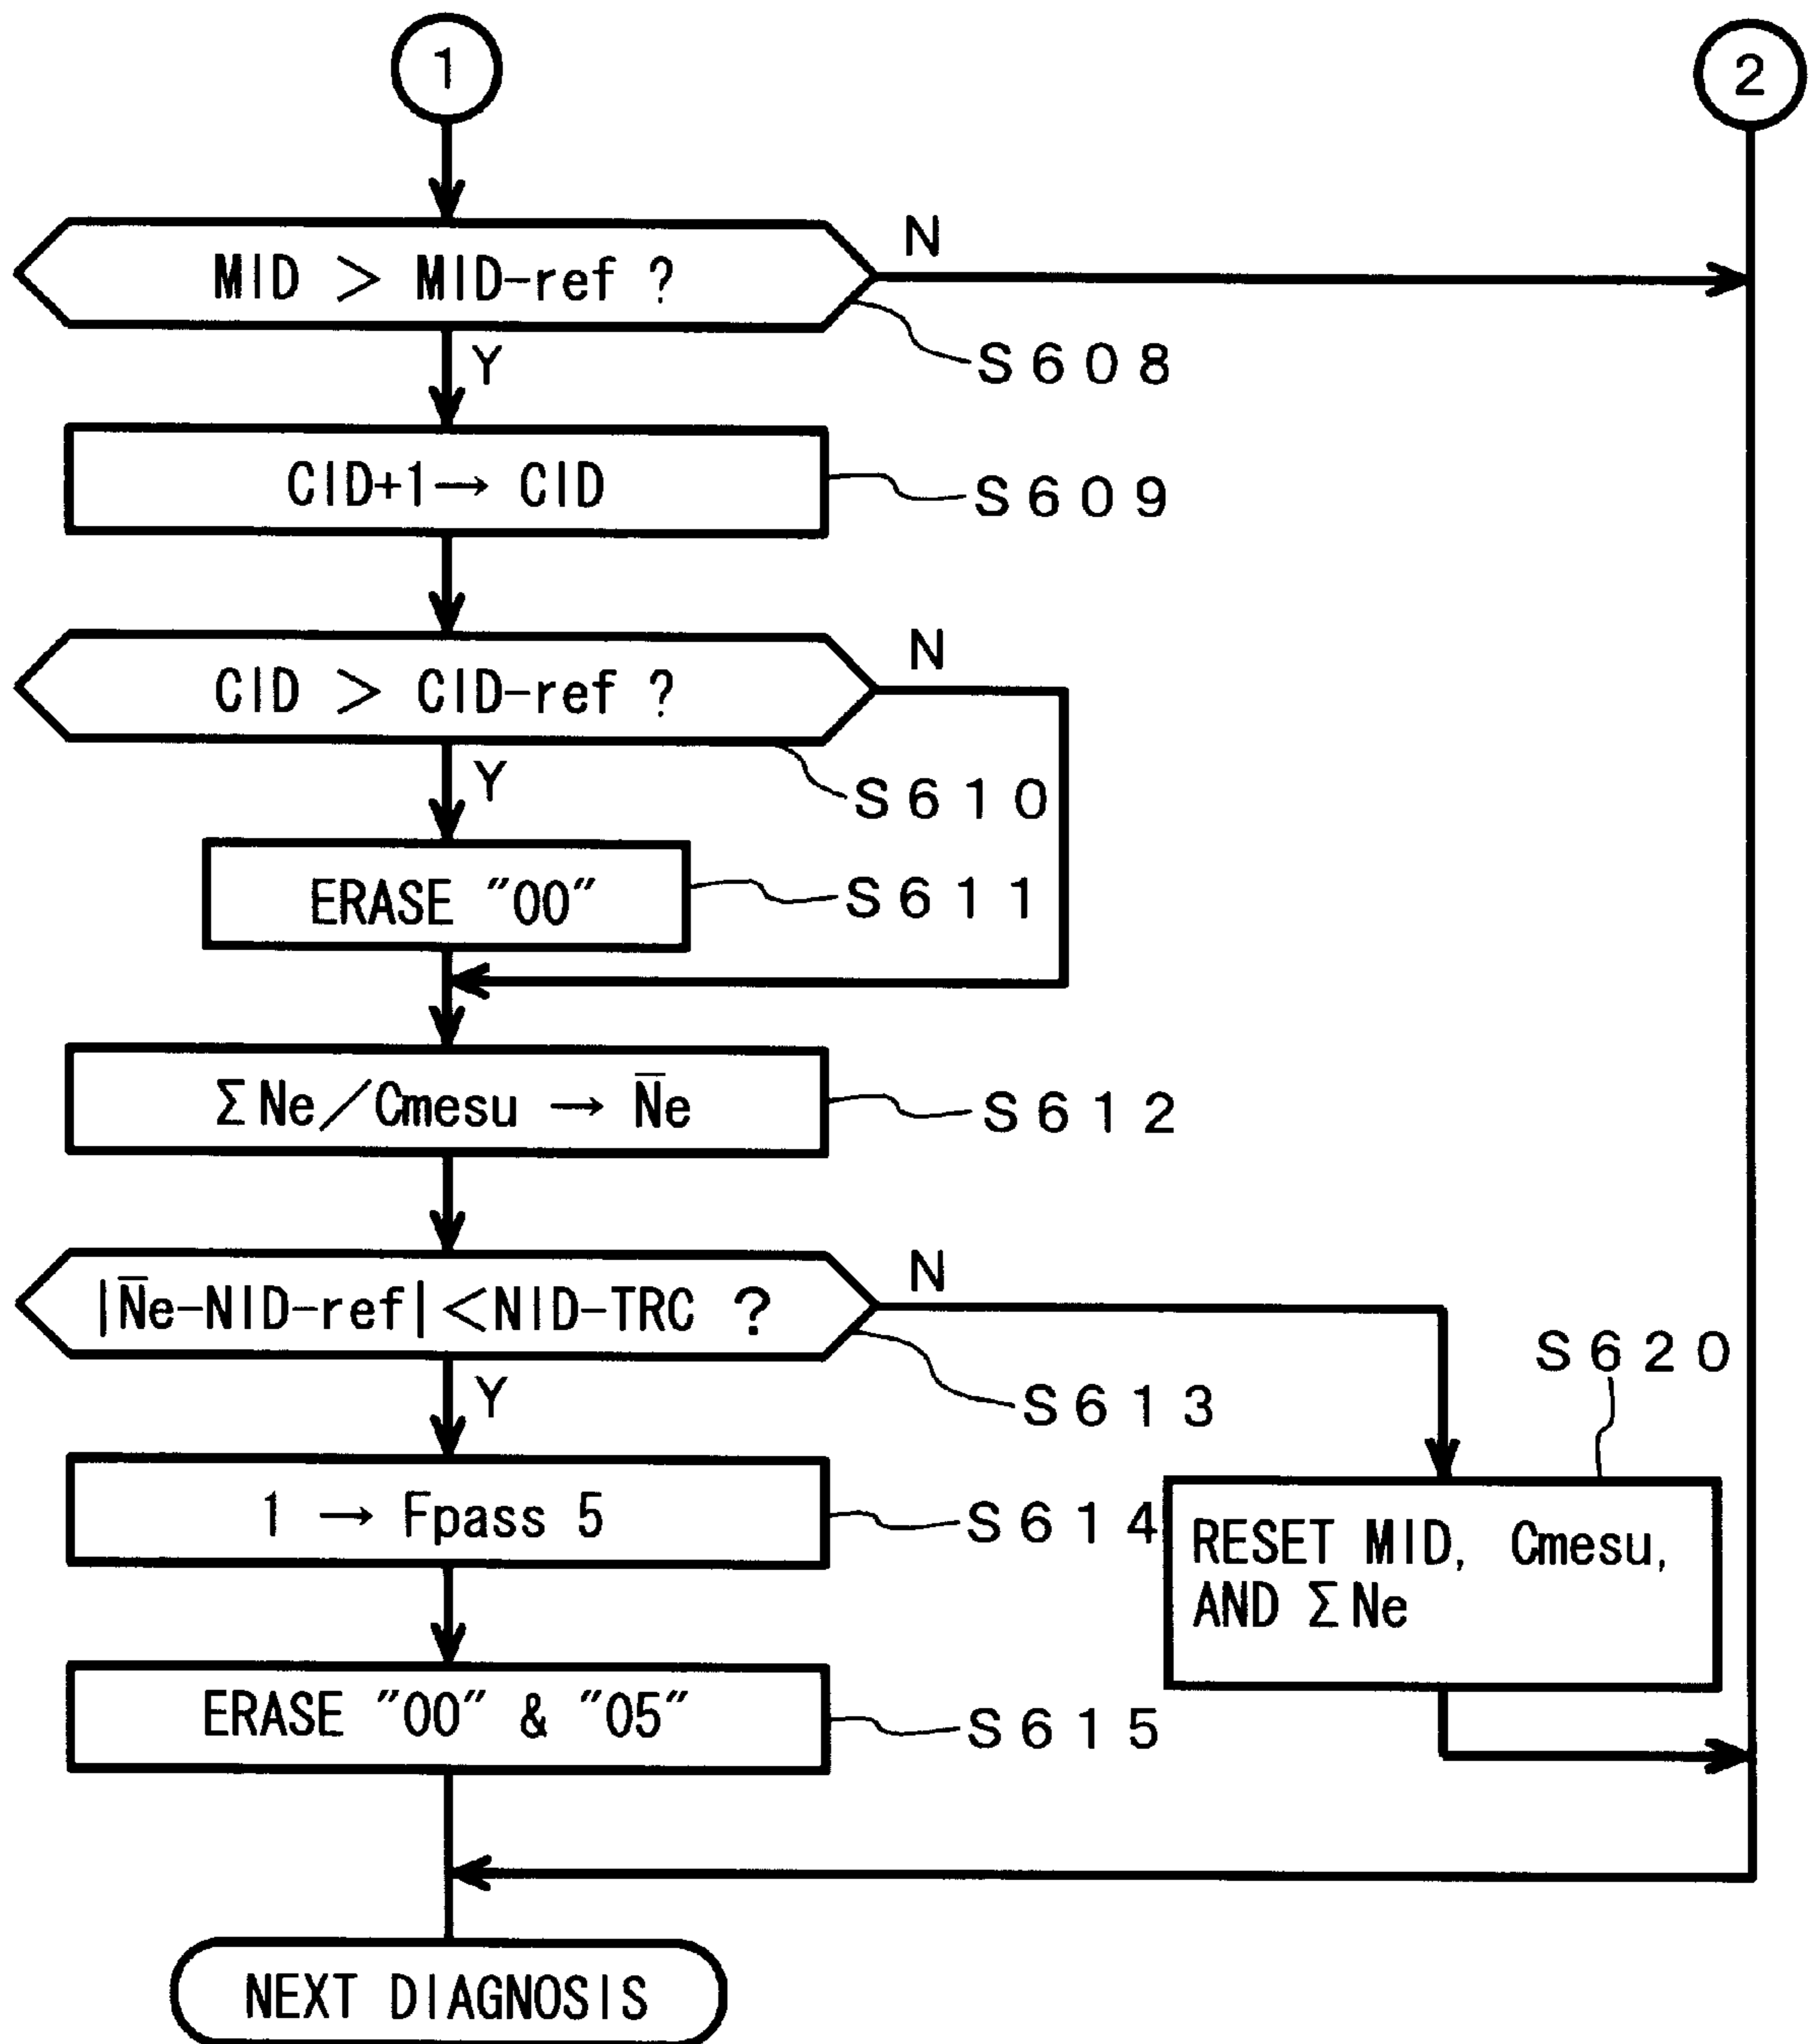 1
2
MID > MID-ref ?
N
S608
Y
CID+1→ CID
S609
CID > CID-ref ?
N
S610
Y
ERASE "00"
S611
ΣNe/Cmesu → N̅e
S612
|N̅e-NID-ref|<NID-TRC ?
N
S620
S613
Y
1 → Fpass 5
S614
RESET MID, Cmesu,
AND ΣNe
ERASE "00" & "05"
S615
NEXT DIAGNOSIS